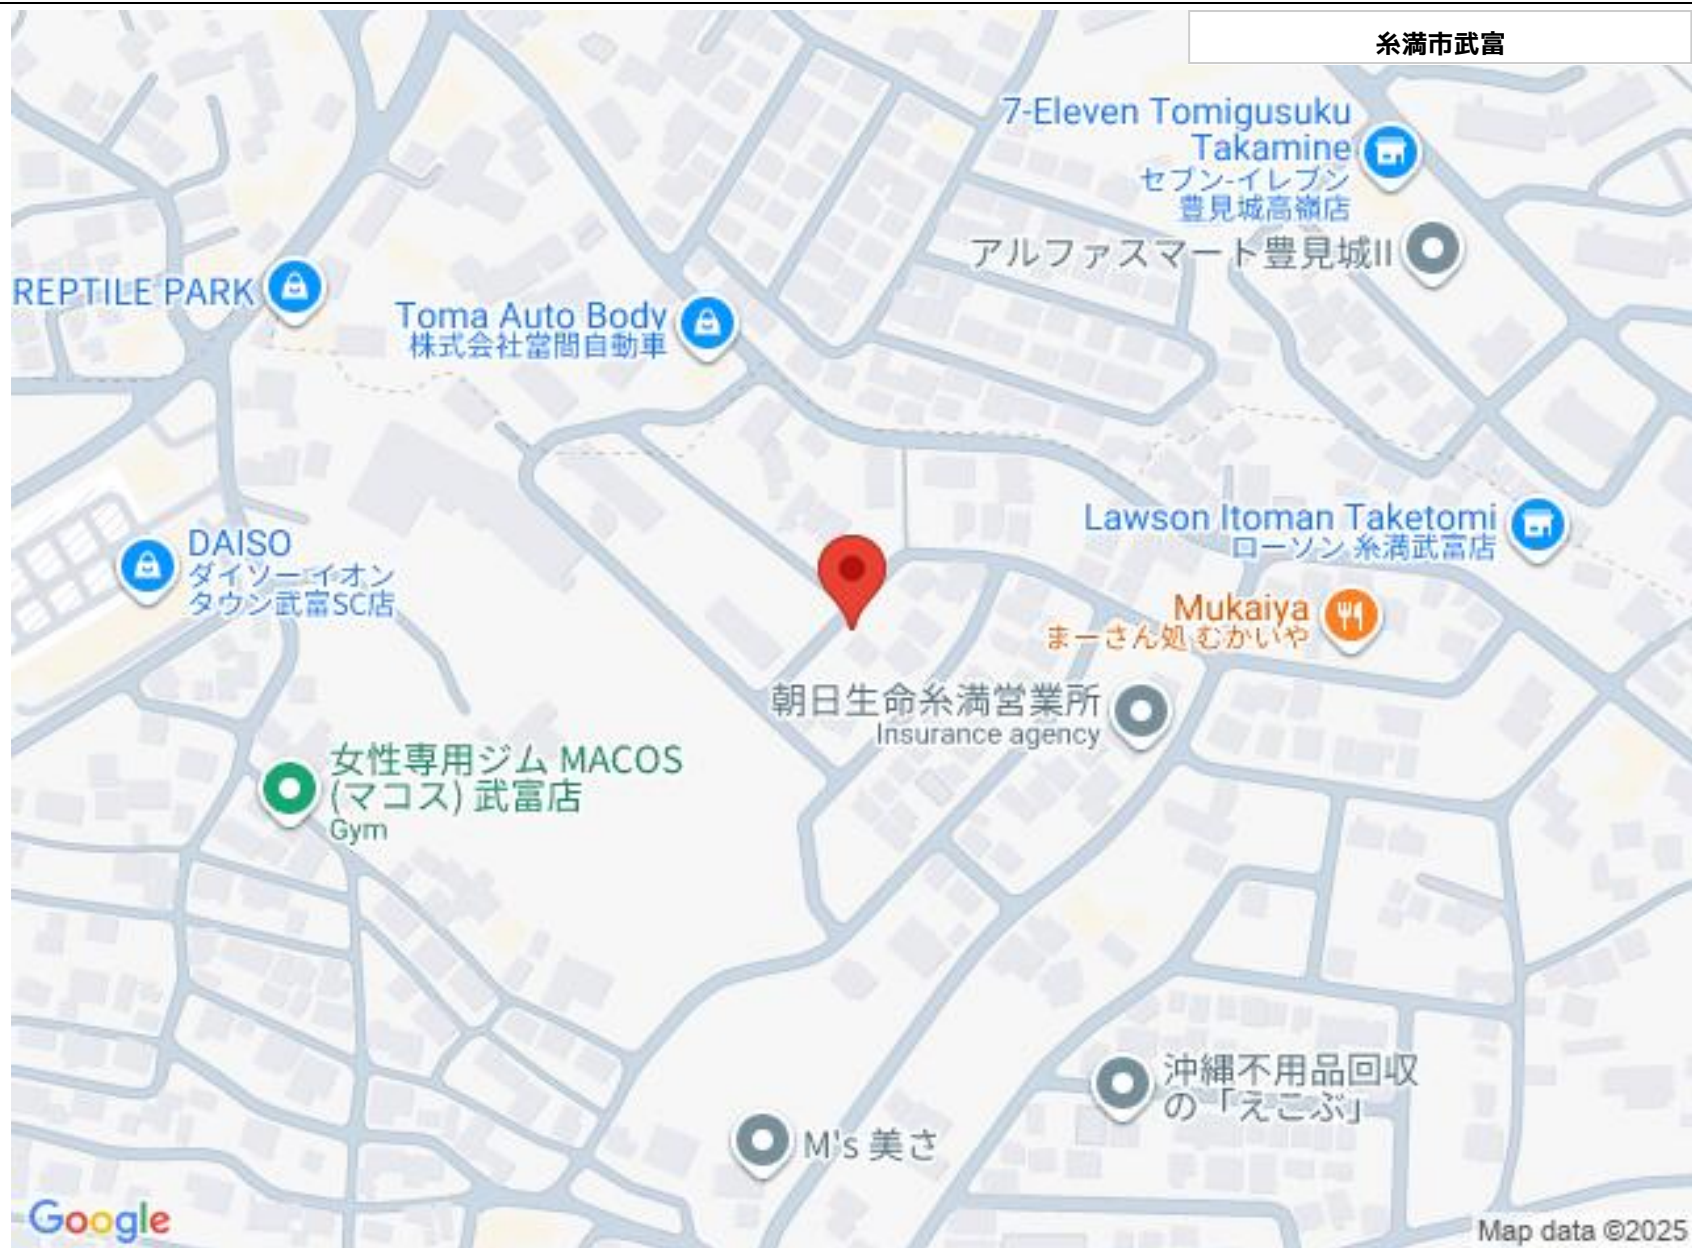 糸満市武富
7-Eleven Tomigusuku
Takamine
セブン-イレブン
豊見城高嶺店
アルファスマート豊見城II
REPTILE PARK
Toma Auto Body
株式会社當間自動車
Lawson Itoman Taketomi
ローソン 糸満武富店
DAISO
ダイソー イオン
タウン武富SC店
Mukaiya
まーさん処 むかいや
朝日生命糸満営業所
Insurance agency
女性専用ジム MACOS
(マコス) 武富店
Gym
沖縄不用品回収
の「えこぶ」
M's 美さ
Google
Map data ©2025